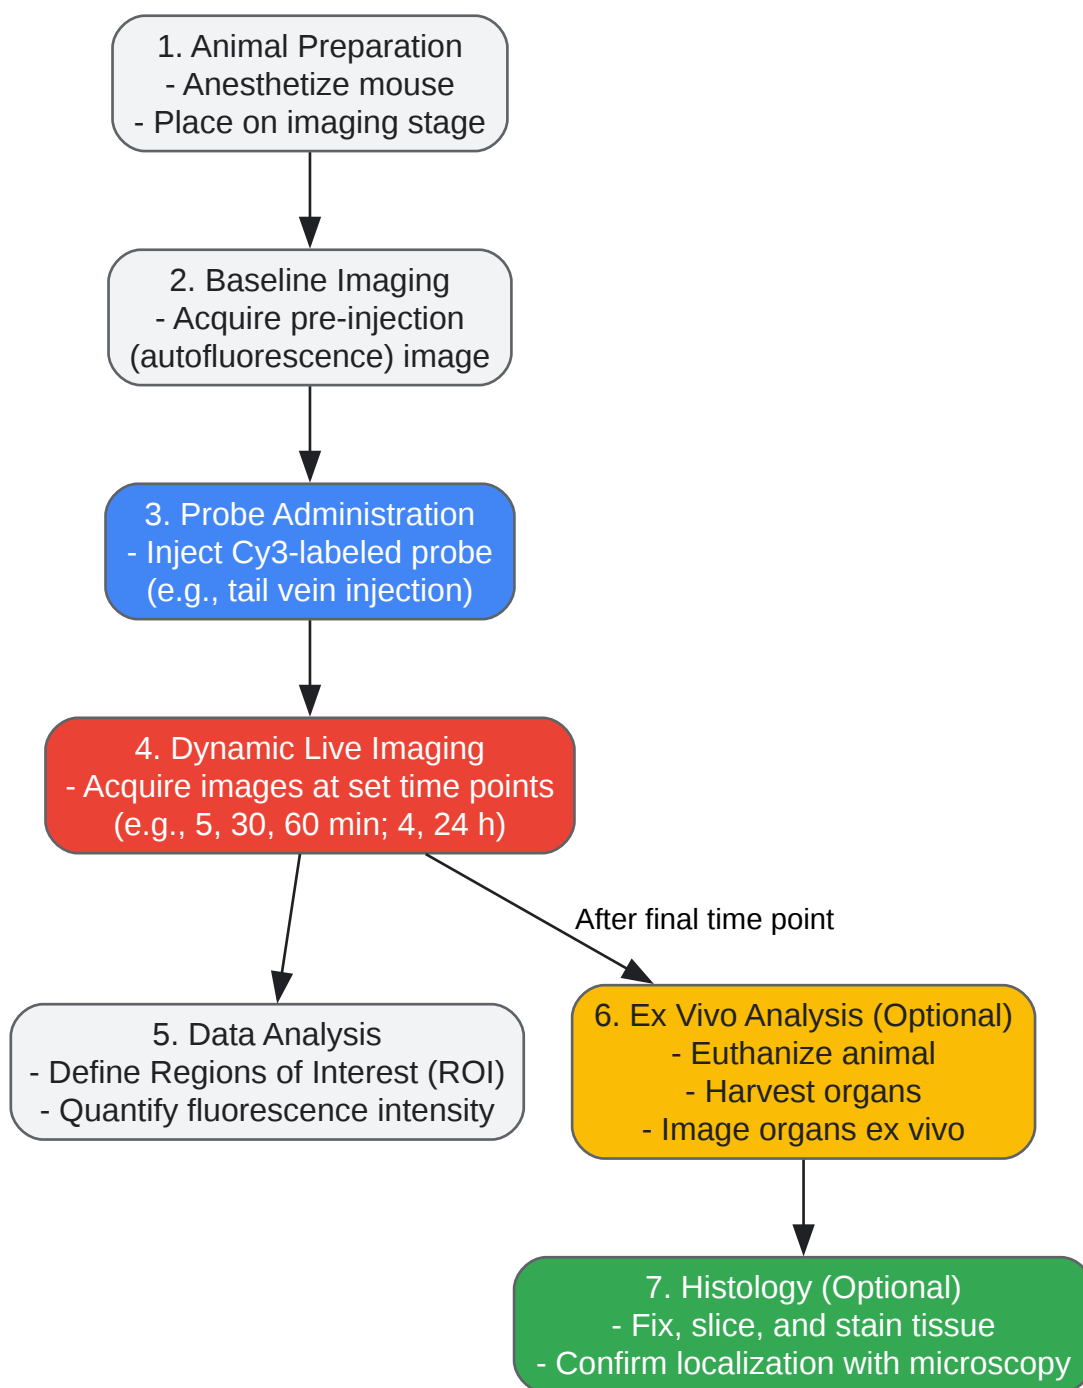 1. Animal Preparation
- Anesthetize mouse
- Place on imaging stage
2. Baseline Imaging
- Acquire pre-injection
(autofluorescence) image
3. Probe Administration
- Inject Cy3-labeled probe
(e.g., tail vein injection)
4. Dynamic Live Imaging
- Acquire images at set time points
(e.g., 5, 30, 60 min; 4, 24 h)
After final time point
5. Data Analysis
- Define Regions of Interest (ROI)
- Quantify fluorescence intensity
6. Ex Vivo Analysis (Optional)
- Euthanize animal
- Harvest organs
- Image organs ex vivo
7. Histology (Optional)
- Fix, slice, and stain tissue
- Confirm localization with microscopy